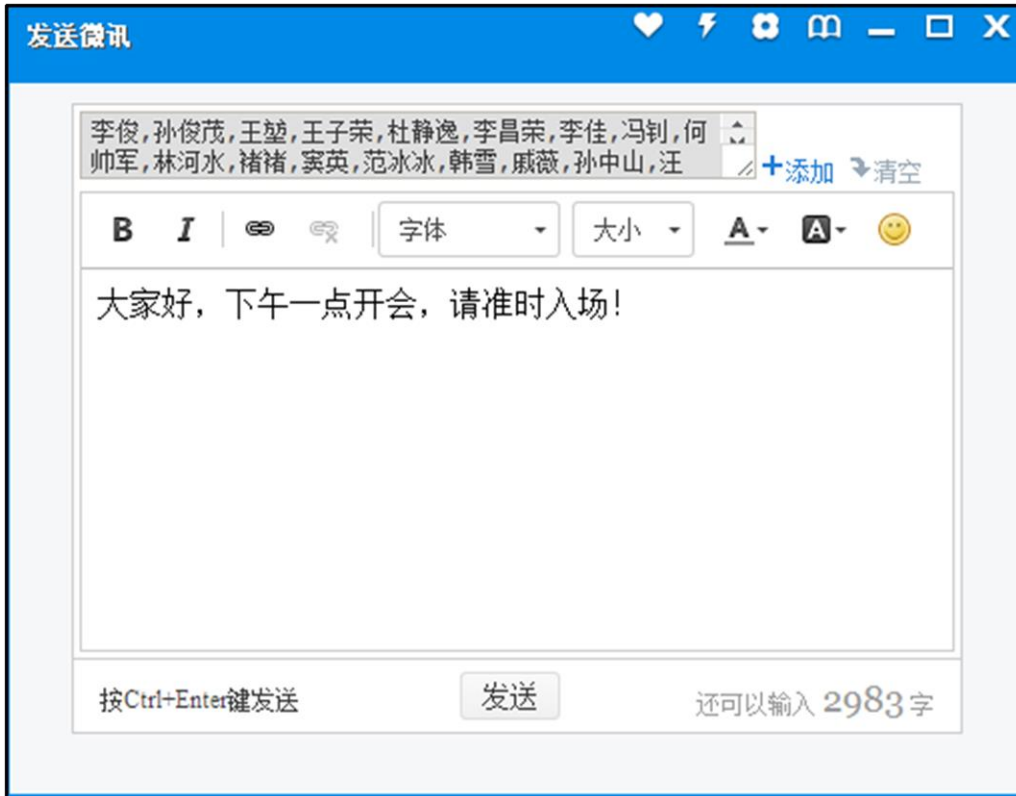 发送微讯
李俊,孙俊茂,王堃,王子荣,杜静逸,李昌荣,李佳,冯钊,何
帅军,林河水,褚褚,窦英,范冰冰,韩雪,戚薇,孙中山,汪
添加 清空
B I 字体 大小 A A
大家好，下午一点开会，请准时入场！
按Ctrl+Enter键发送 发送 还可以输入 2983 字